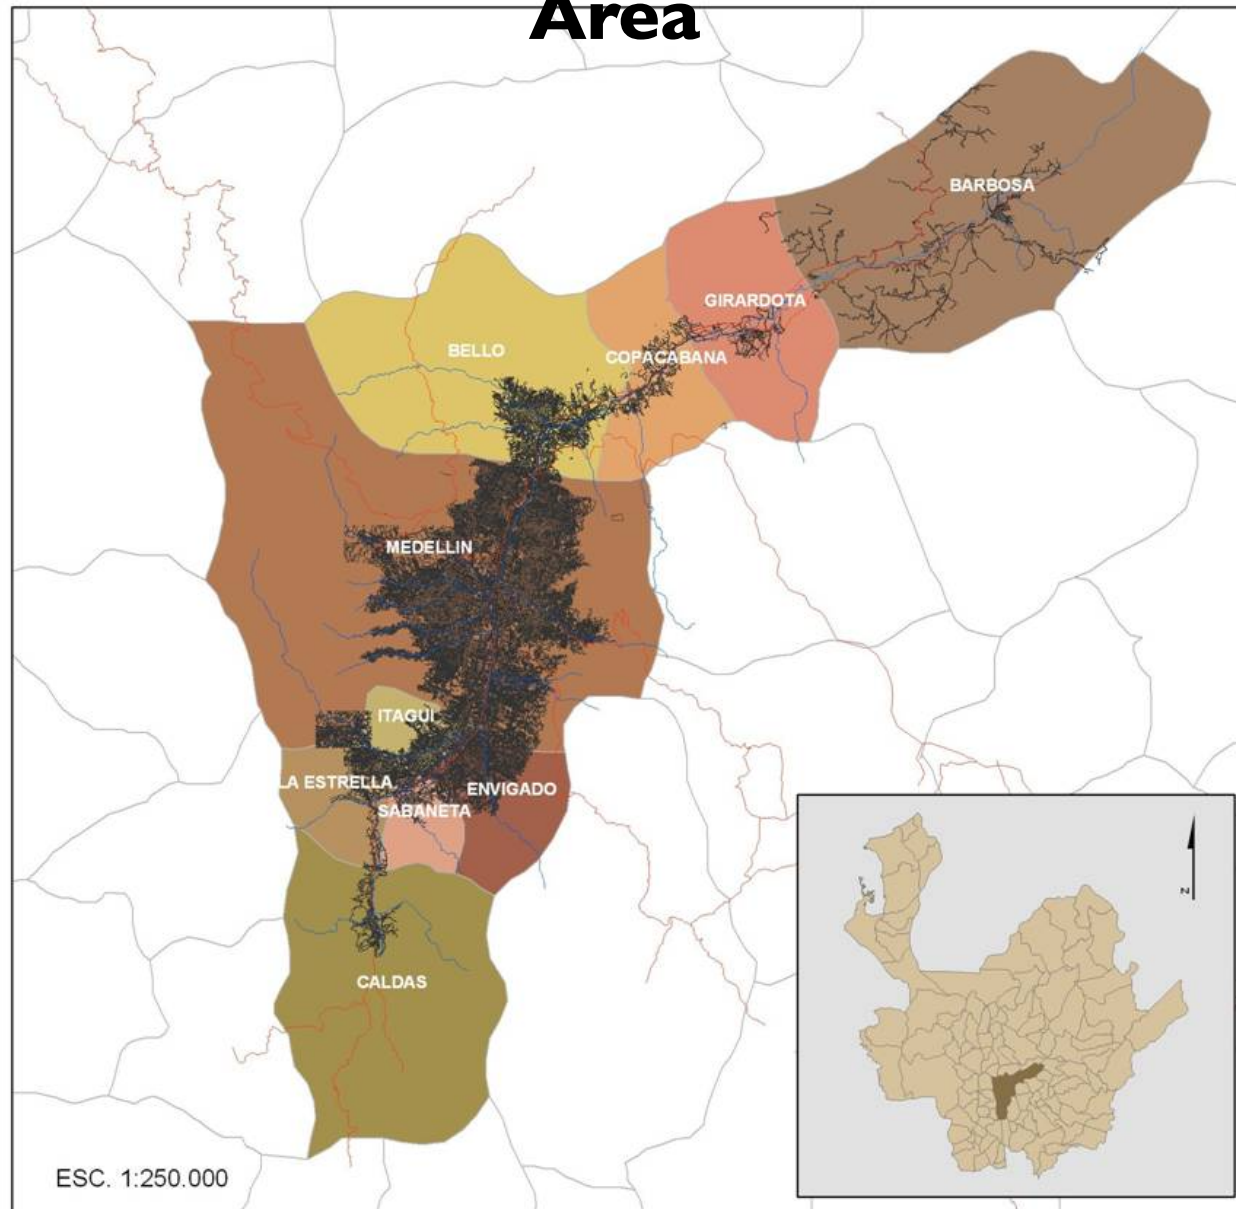 Area
BARBOSA
GIRARDOTA
BELLO
COPACABANA
MEDELLIN
ITAGUI
LA ESTRELLA
ENVIGADO
SABANETA
CALDAS
N
ESC. 1:250.000